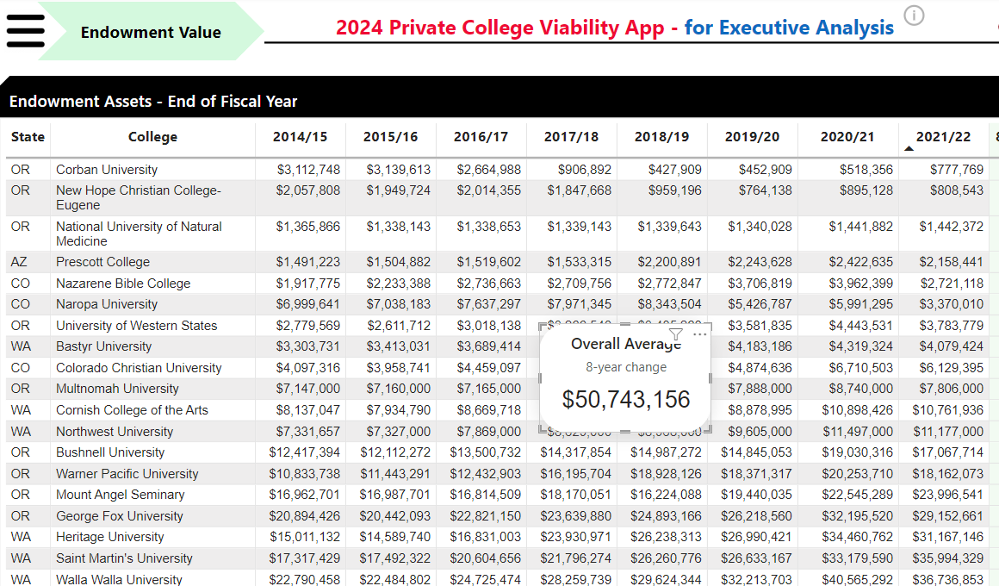 Endowment Value
2024 Private College Viability App - for Executive Analysis
Endowment Assets - End of Fiscal Year
State College 2014/15 2015/16 2016/17 2017/18 2018/19 2019/20 2020/21 2021/22
OR Corban University $3,112,748 $3,139,613 $2,664,988 $906,892 $427,909 $452,909 $518,356 $777,769
OR New Hope Christian College- $2,057,808 $1,949,724 $2,014,355 $1,847,668 $959,196 $764,138 $895,128 $808,543
Eugene
OR National University of Natural $1,365,866 $1,338,143 $1,338,653 $1,339,143 $1,339,643 $1,340,028 $1,441,882 $1,442,372
Medicine
AZ Prescott College $1,491,223 $1,504,882 $1,519,602 $1,533,315 $2,200,891 $2,243,628 $2,422,635 $2,158,441
CO Nazarene Bible College $1,917,775 $2,233,388 $2,736,663 $2,709,756 $2,772,847 $3,706,819 $3,962,399 $2,721,118
CO Naropa University $6,999,641 $7,038,183 $7,637,297 $7,971,345 $8,343,504 $5,426,787 $5,991,295 $3,370,010
OR University of Western States $2,779,569 $2,611,712 $3,018,138 $3,581,835 $4,443,531 $3,783,779
WA Bastyr University $3,303,731 $3,413,031 $3,689,414 $4,183,186 $4,319,324 $4,079,424
CO Colorado Christian University $4,097,316 $3,958,741 $4,459,097 $4,874,636 $6,710,503 $6,129,395
OR Multnomah University $7,147,000 $7,160,000 $7,165,000 $7,888,000 $8,740,000 $7,806,000
WA Cornish College of the Arts $8,137,047 $7,934,790 $8,669,718 $8,878,995 $10,898,426 $10,761,936
WA Northwest University $7,331,657 $7,327,000 $7,869,000 $9,605,000 $11,497,000 $11,177,000
Overall Average
8-year change
$50,743,156
OR Bushnell University $12,417,394 $12,112,272 $13,500,732 $14,317,854 $14,987,272 $14,845,053 $19,030,316 $17,067,714
OR Warner Pacific University $10,833,738 $11,443,291 $12,432,903 $16,195,704 $18,928,126 $18,371,317 $20,253,710 $18,162,073
OR Mount Angel Seminary $16,962,701 $16,987,701 $16,814,509 $18,170,051 $16,224,088 $19,440,035 $22,545,289 $23,996,541
OR George Fox University $20,894,426 $20,442,093 $22,821,150 $23,639,880 $24,893,166 $26,218,560 $32,195,520 $29,152,661
WA Heritage University $15,011,132 $14,589,740 $16,831,003 $23,930,971 $26,238,313 $26,990,421 $34,460,762 $31,167,146
WA Saint Martin's University $17,317,429 $17,492,322 $20,604,656 $21,796,274 $26,260,776 $26,633,167 $33,179,590 $35,994,329
WA Walla Walla University $22,790,458 $22,484,802 $24,725,474 $28,259,739 $29,624,344 $32,213,703 $40,565,292 $36,736,853